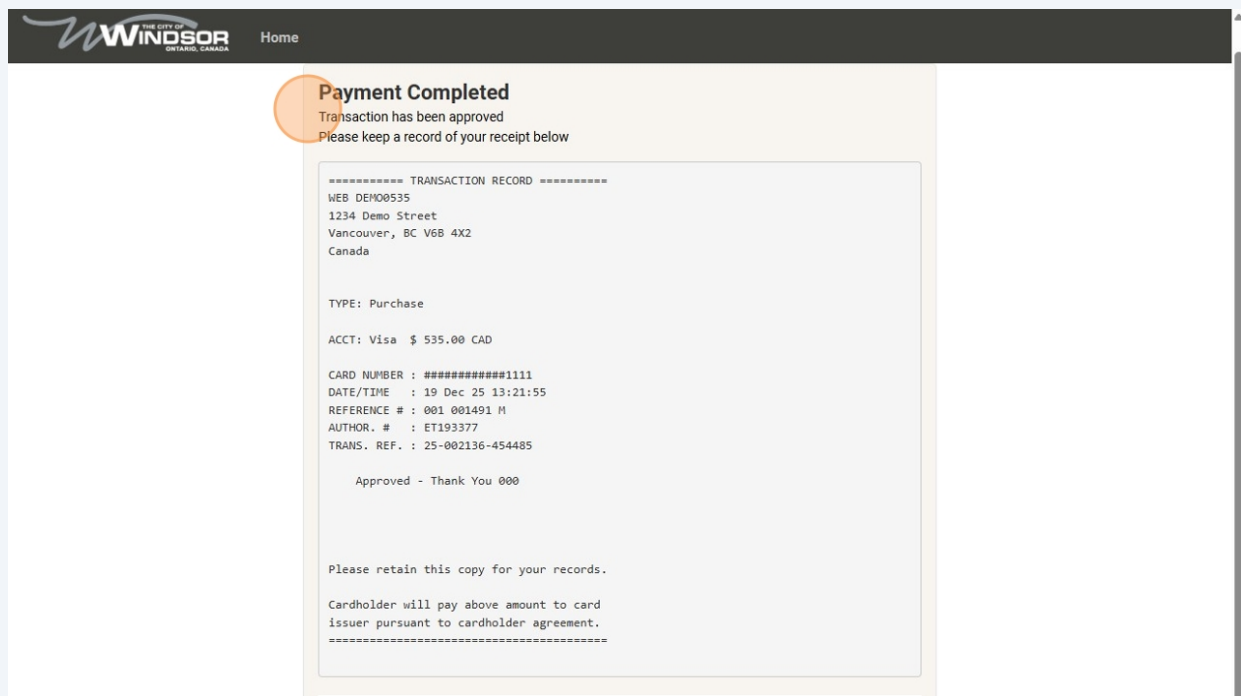 THE CITY OF
WINDSOR
ONTARIO, CANADA
Home
Payment Completed
Transaction has been approved
Please keep a record of your receipt below
=========== TRANSACTION RECORD ==========
WEB DEMO0535
1234 Demo Street
Vancouver, BC V6B 4X2
Canada
TYPE: Purchase
ACCT: Visa $ 535.00 CAD
CARD NUMBER : ############1111
DATE/TIME : 19 Dec 25 13:21:55
REFERENCE # : 001 001491 M
AUTHOR. # : ET193377
TRANS. REF. : 25-002136-454485
Approved - Thank You 000
Please retain this copy for your records.
Cardholder will pay above amount to card
issuer pursuant to cardholder agreement.
=========================================